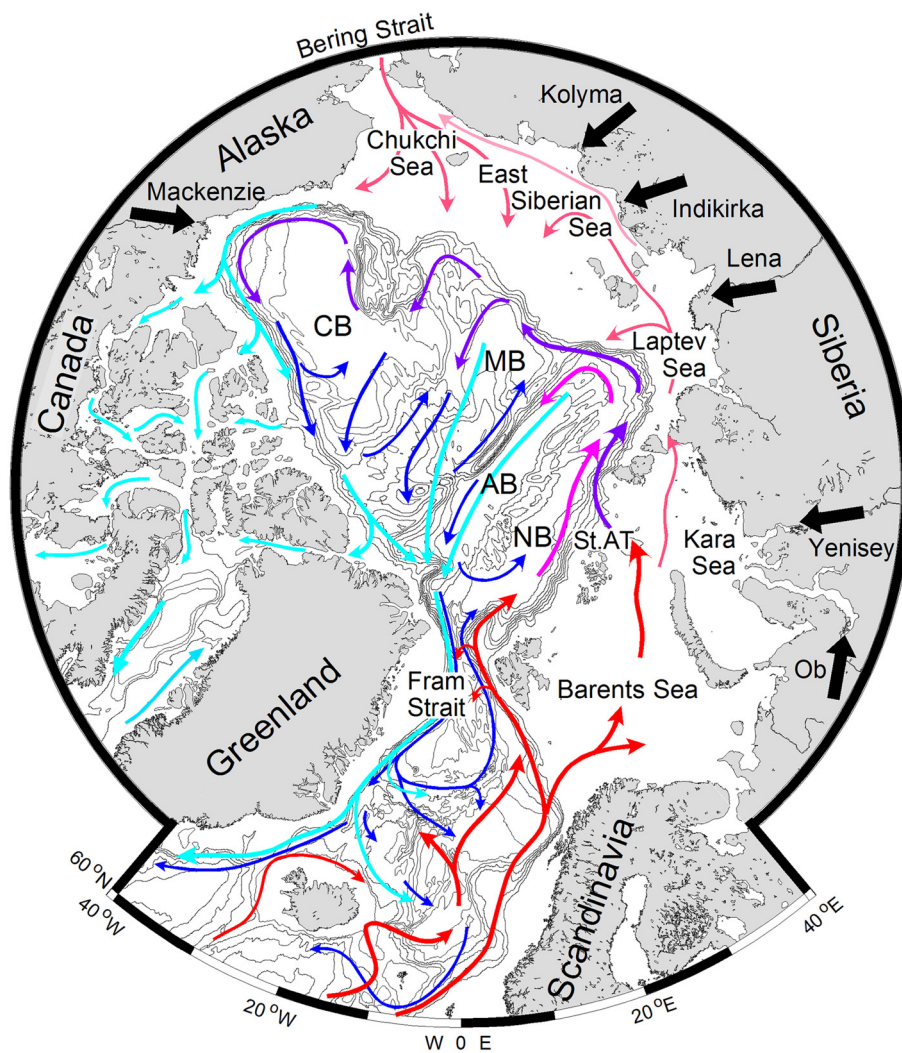 Bering Strait
Kolyma
Alaska
Chukchi
Sea
Mackenzie
East
Siberian
Sea
Indikirka
Lena
CB
Canada
MB
Laptev
Sea
Siberia
AB
NB
St.AT
Kara
Sea
Yenisey
Fram
Strait
Barents Sea
Ob
Greenland
60 °N
40 °W
Scandinavia
40 °E
20 °W
20 °E
W 0 E